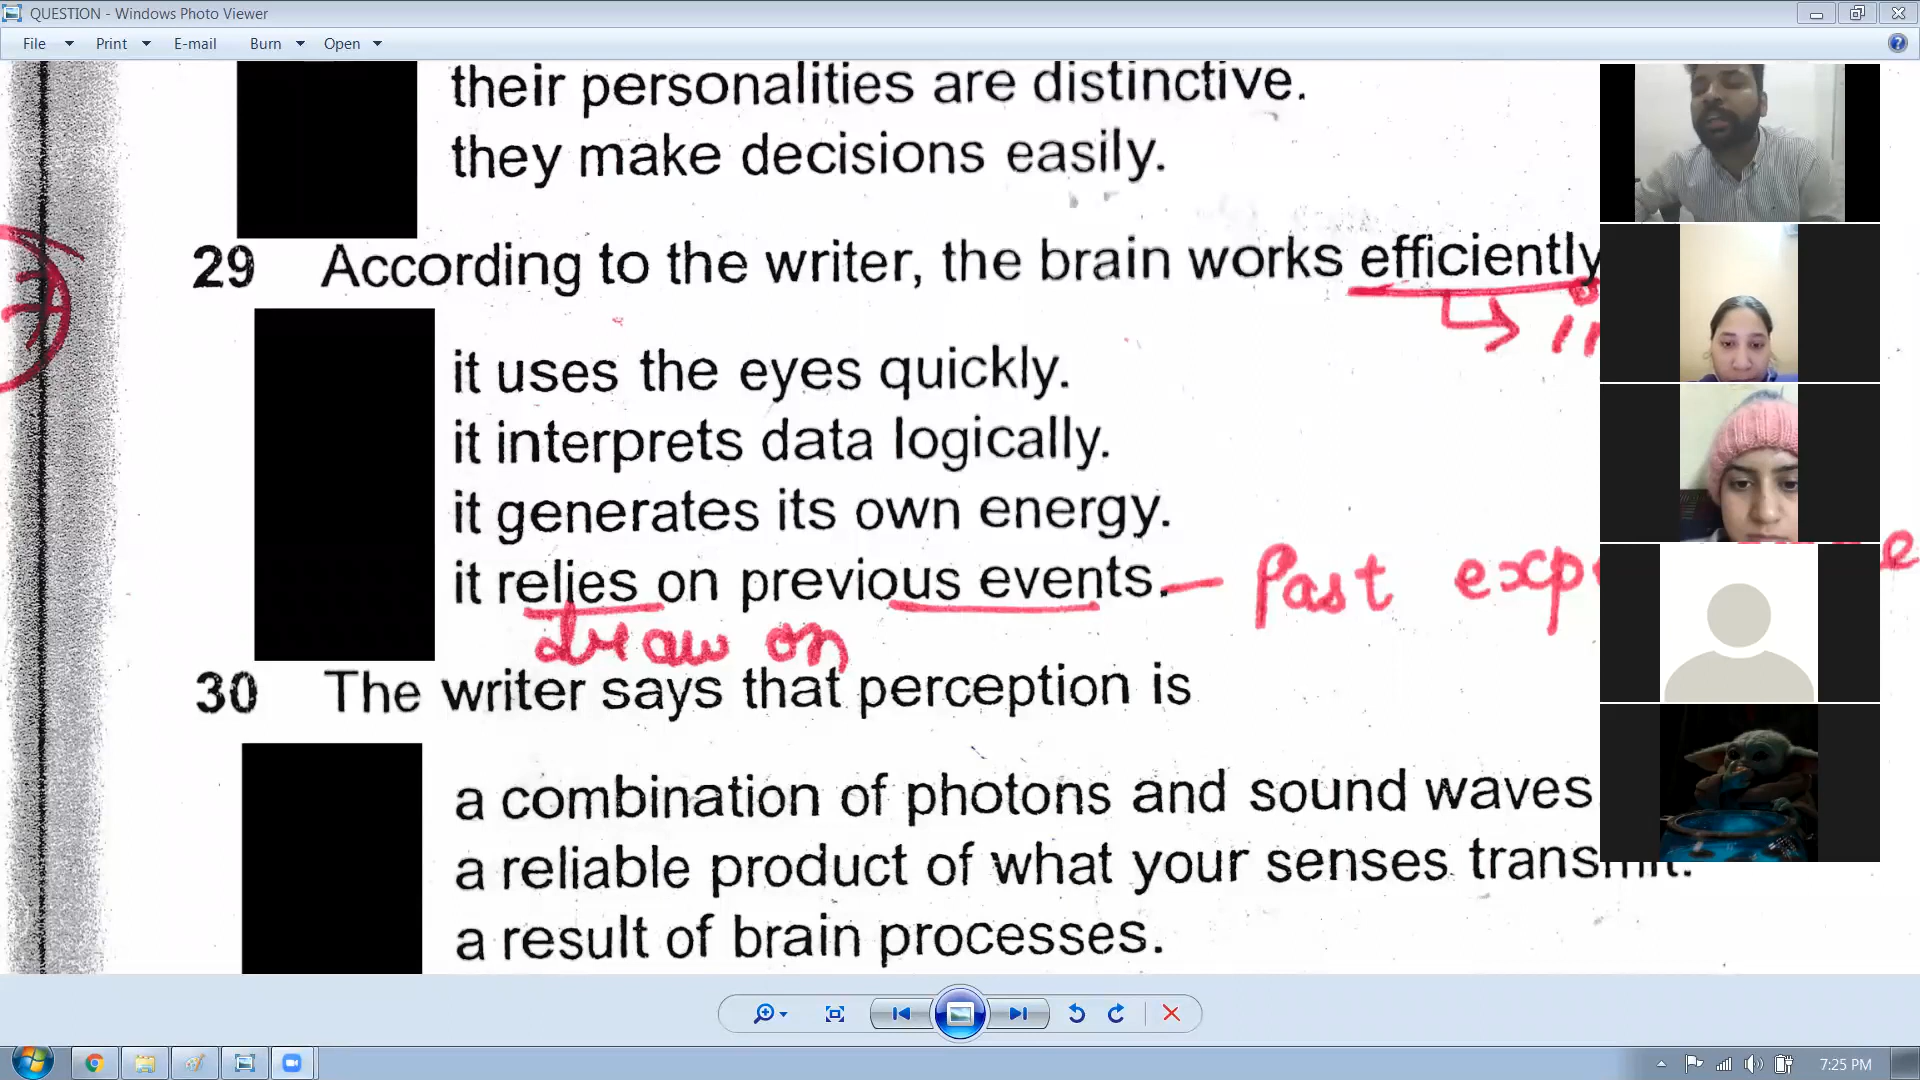 QUESTION - Windows Photo Viewer
File Print E-mail Burn Open
their personalities are distinctive.
they make decisions easily.
29 According to the writer, the brain works efficiently
it uses the eyes quickly.
it interprets data logically.
it generates its own energy.
it relies on previous events. Past
draw on
30 The writer says that perception is
a combination of photons and sound waves
a reliable product of what your senses transmit.
a result of brain processes.
7:25 PM